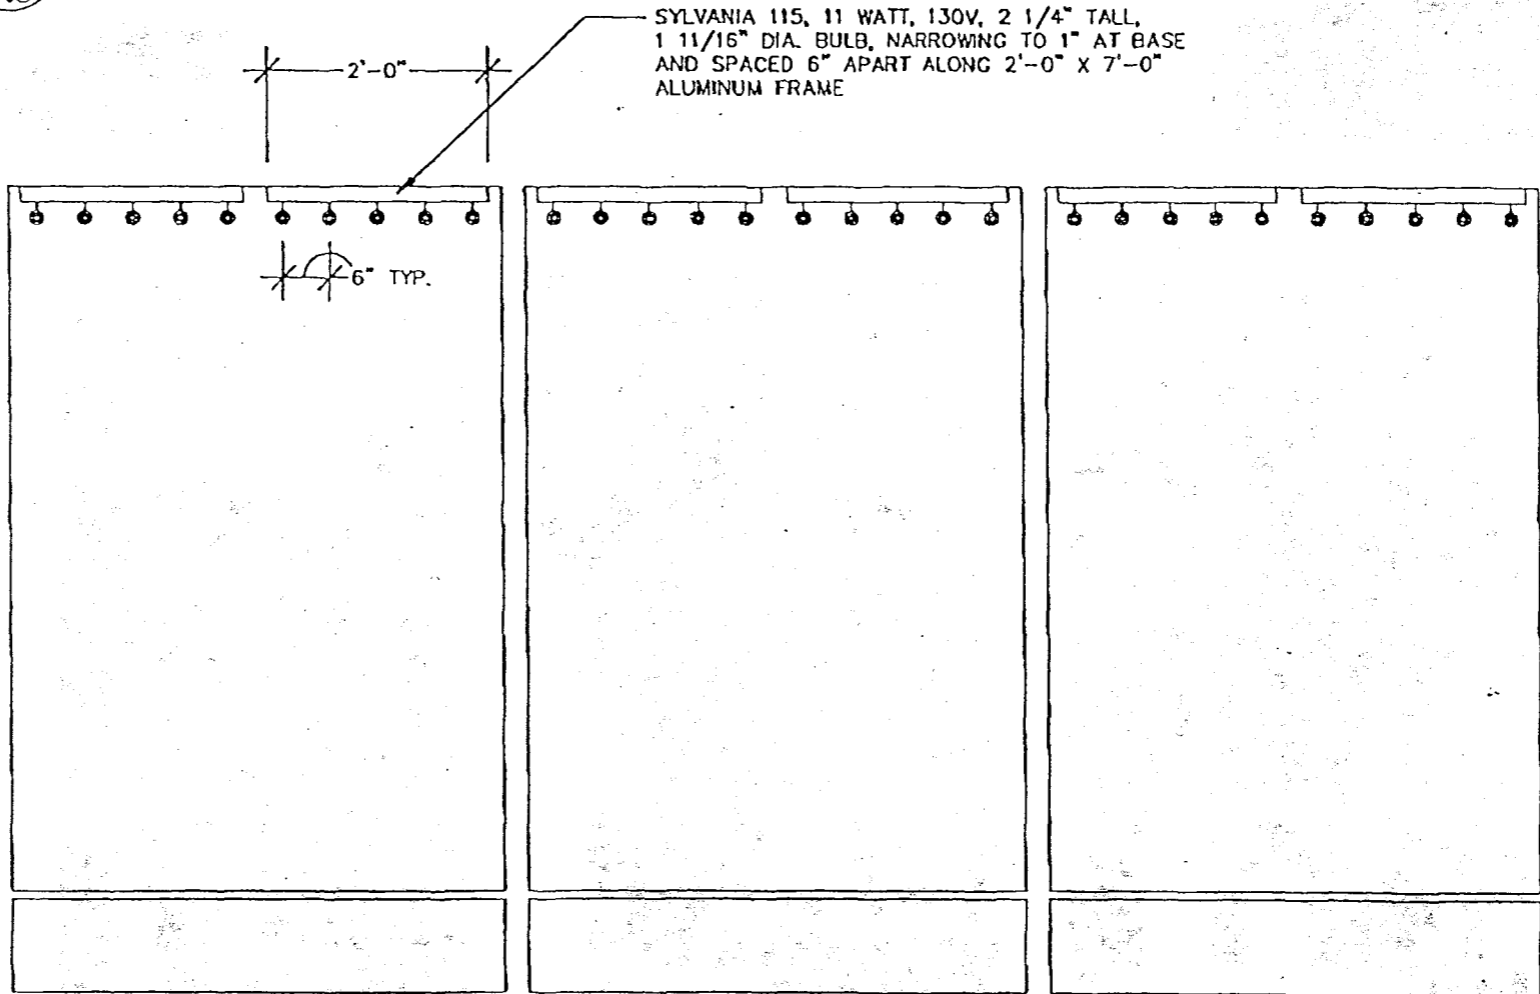 SYLVANIA 115, 11 WATT, 130V, 2 1/4" TALL,
1 11/16" DIA. BULB, NARROWING TO 1" AT BASE
AND SPACED 6" APART ALONG 2'-0" X 7'-0"
ALUMINUM FRAME
2'-0"
6" TYP.